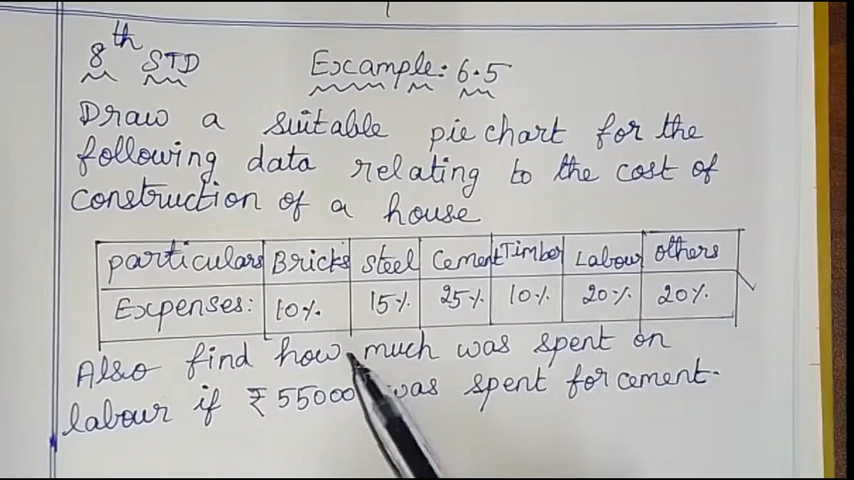 8th STD Example: 6.5
Draw a suitable pie chart for the
following data relating to the cost of
construction of a house
Particulars Bricks Steel Cement Timber Labour others
Expenses: 10% 15% 25% 10% 20% 20%
Also find how much was spent on
labour if ₹ 55000 was spent for cement.